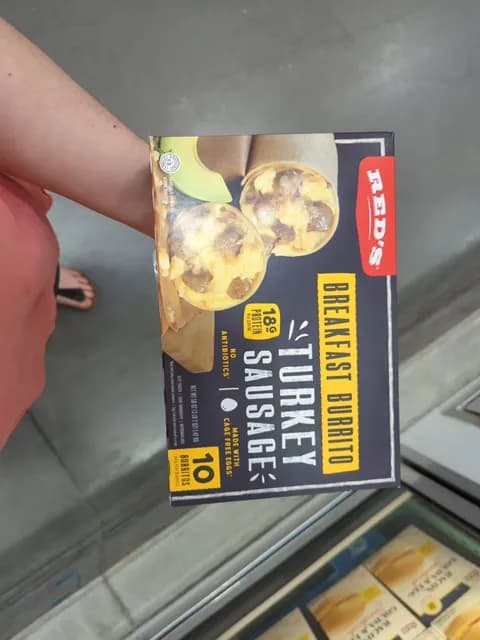 RED'S
BREAKFAST BURRITO
TURKEY
SAUSAGE
18G
PROTEIN
NO
ANTIBIOTICS
MADE WITH
CAGE FREE EGGS
10
BURRITOS